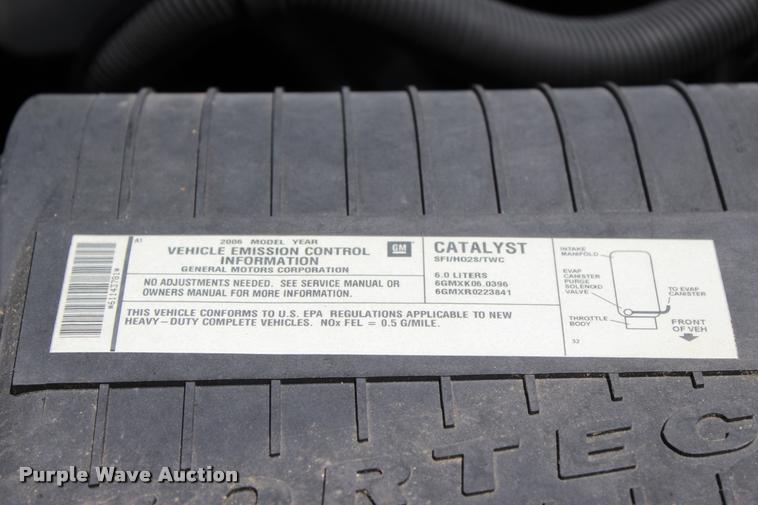 A1
2006 MODEL YEAR
VEHICLE EMISSION CONTROL
INFORMATION
GENERAL MOTORS CORPORATION
GM
NO ADJUSTMENTS NEEDED. SEE SERVICE MANUAL OR
OWNERS MANUAL FOR MORE INFORMATION.
CATALYST
SFI/HO2S/TWC
6.0 LITERS
6GMXK06.0396
6GMXR0223841
THIS VEHICLE CONFORMS TO U.S. EPA REGULATIONS APPLICABLE TO NEW
HEAVY-DUTY COMPLETE VEHICLES. NOx FEL = 0.5 G/MILE.
INTAKE
MANIFOLD
EVAP
CANISTER
PURGE
SOLENOID
VALVE
TO EVAP
CANISTER
THROTTLE
BODY
FRONT
OF VEH
32
ORTEC
Purple Wave Auction